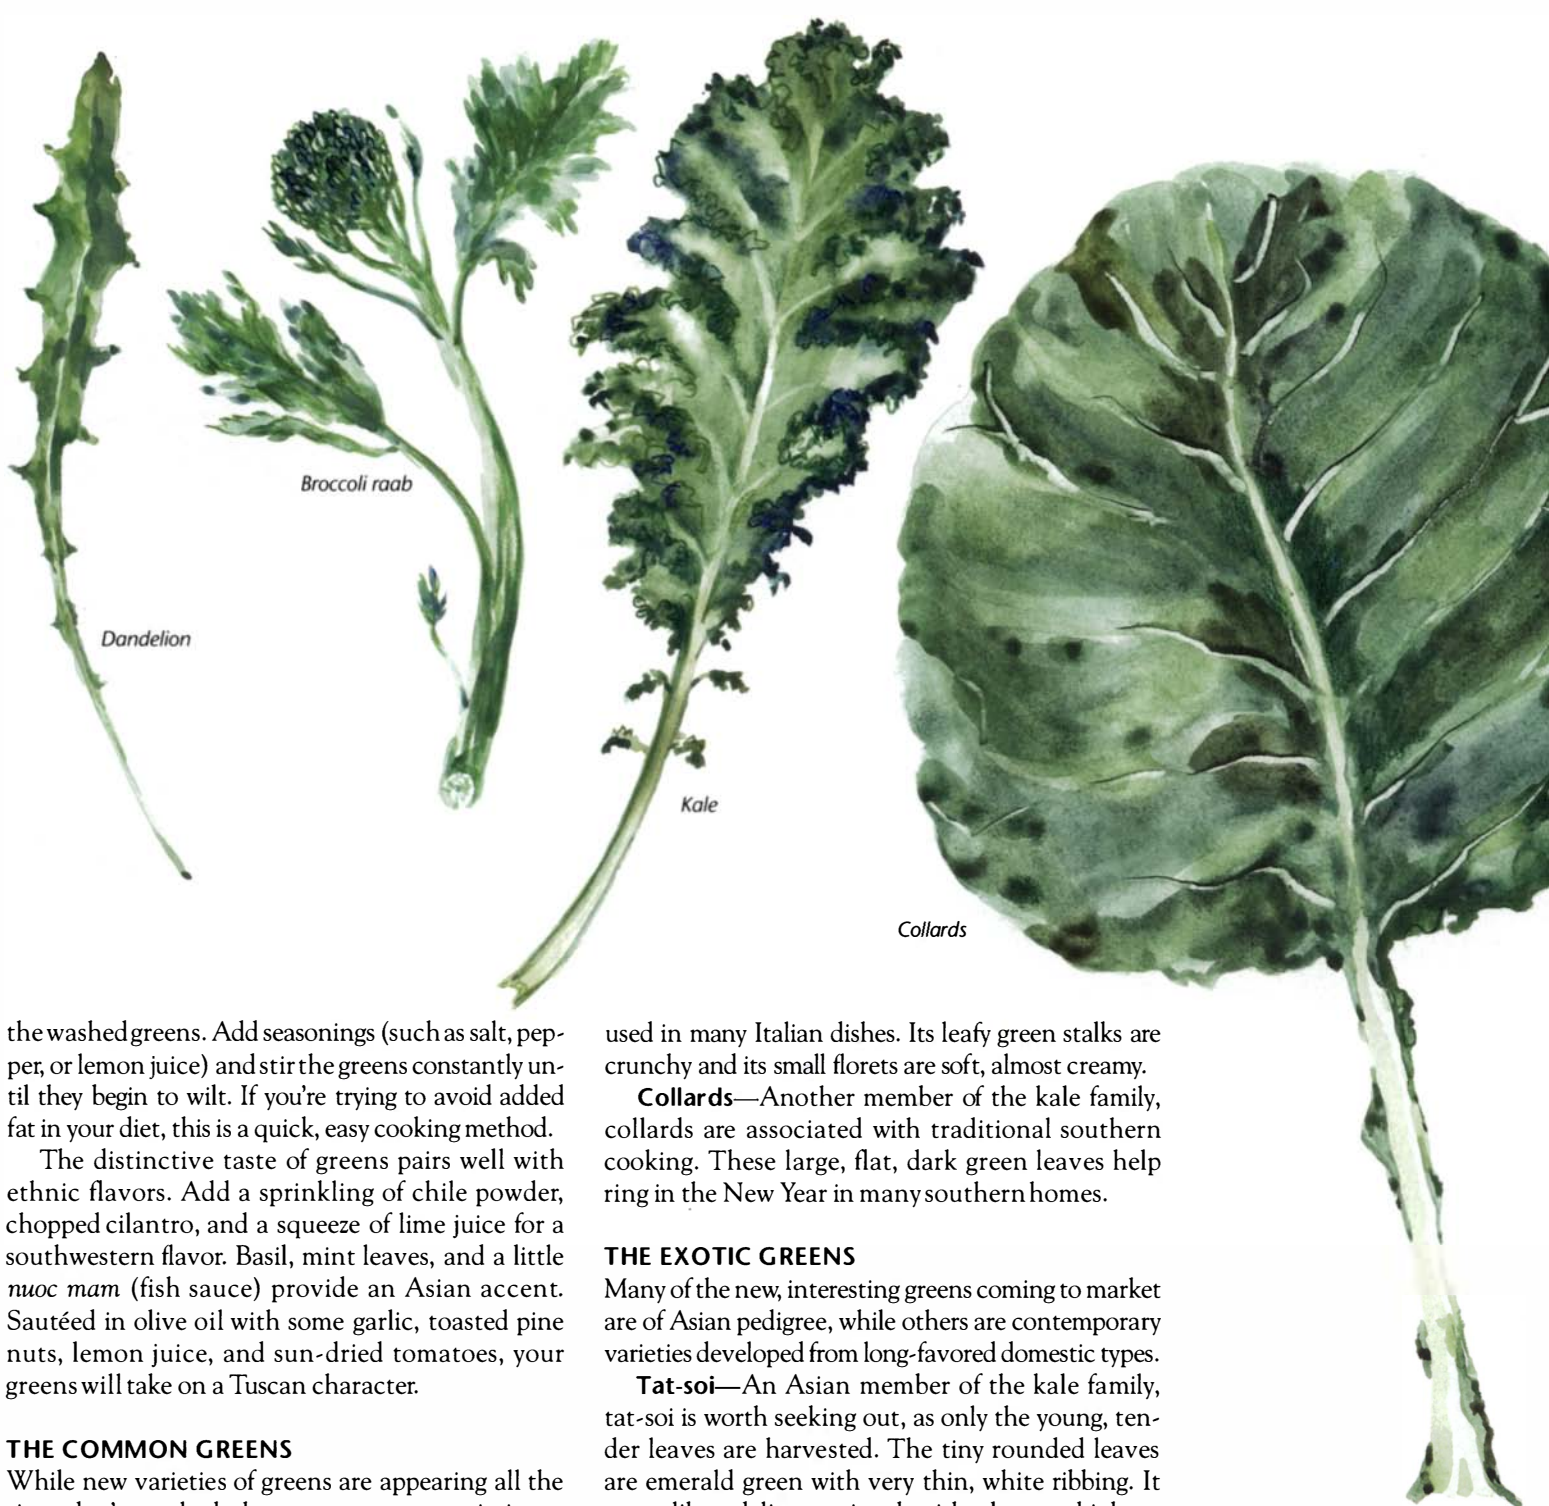 Broccoli raab
Dandelion
Kale
Collards
the washed greens. Add seasonings (such as salt, pep-
per, or lemon juice) and stir the greens constantly un-
til they begin to wilt. If you're trying to avoid added
fat in your diet, this is a quick, easy cooking method.
The distinctive taste of greens pairs well with
ethnic flavors. Add a sprinkling of chile powder,
chopped cilantro, and a squeeze of lime juice for a
southwestern flavor. Basil, mint leaves, and a little
nuoc mam (fish sauce) provide an Asian accent.
Sautéed in olive oil with some garlic, toasted pine
nuts, lemon juice, and sun-dried tomatoes, your
greens will take on a Tuscan character.
THE COMMON GREENS
While new varieties of greens are appearing all the
used in many Italian dishes. Its leafy green stalks are
crunchy and its small florets are soft, almost creamy.
Collards—Another member of the kale family,
collards are associated with traditional southern
cooking. These large, flat, dark green leaves help
ring in the New Year in many southern homes.
THE EXOTIC GREENS
Many of the new, interesting greens coming to market
are of Asian pedigree, while others are contemporary
varieties developed from long-favored domestic types.
Tat-soi—An Asian member of the kale family,
tat-soi is worth seeking out, as only the young, ten-
der leaves are harvested. The tiny rounded leaves
are emerald green with very thin, white ribbing. It